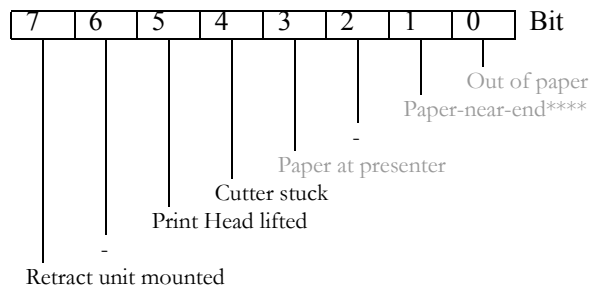 7 6 5 4 3 2 1 0 Bit
Out of paper
Paper-near-end****
-
Paper at presenter
Cutter stuck
Print Head lifted
-
Retract unit mounted